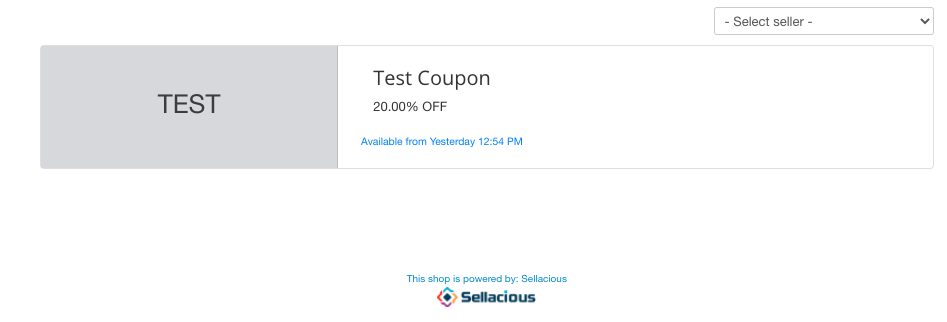 - Select seller -
TEST
Test Coupon
20.00% OFF
Available from Yesterday 12:54 PM
This shop is powered by: Sellacious
Sellacious